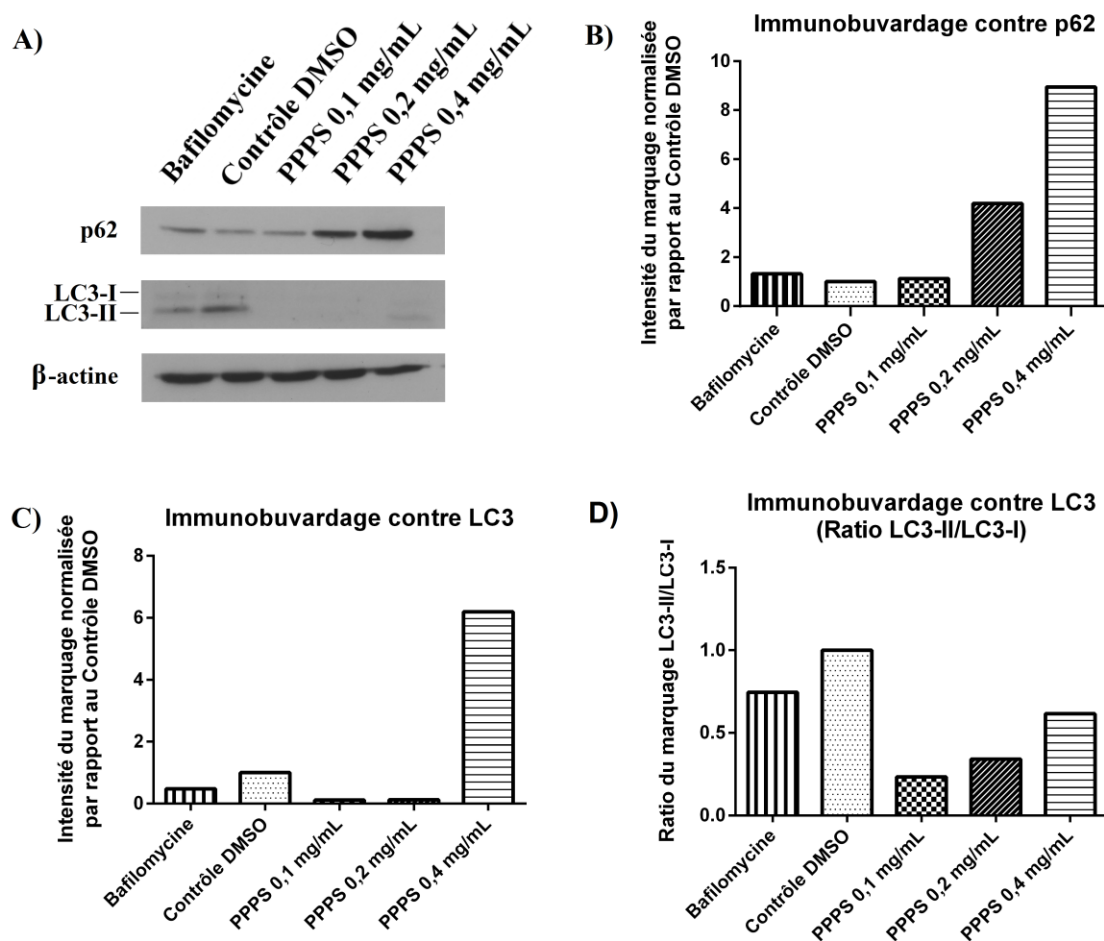 A)
Bafilomycine
Contrôle DMSO
PPPS 0,1 mg/mL
PPPS 0,2 mg/mL
PPPS 0,4 mg/mL
p62
LC3-I
LC3-II
β-actine
B)
Immunobuvardage contre p62
Intensité du marquage normalisée
par rapport au Contrôle DMSO
10
8
6
4
2
0
Bafilomycine
Contrôle DMSO
PPPS 0,1 mg/mL
PPPS 0,2 mg/mL
PPPS 0,4 mg/mL
C)
Immunobuvardage contre LC3
Intensité du marquage normalisée
par rapport au Contrôle DMSO
8
6
4
2
0
Bafilomycine
Contrôle DMSO
PPPS 0,1 mg/mL
PPPS 0,2 mg/mL
PPPS 0,4 mg/mL
D)
Immunobuvardage contre LC3
(Ratio LC3-II/LC3-I)
Ratio du marquage LC3-II/LC3-I
1.5
1.0
0.5
0.0
Bafilomycine
Contrôle DMSO
PPPS 0,1 mg/mL
PPPS 0,2 mg/mL
PPPS 0,4 mg/mL